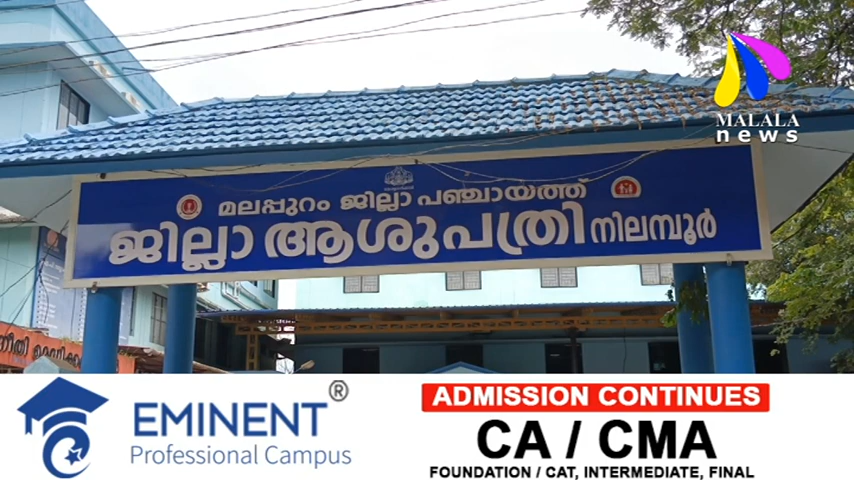 MALALA
news
മലപ്പുറം ജില്ലാ പഞ്ചായത്ത്
ജില്ലാ ആശുപത്രി നിലമ്പൂർ
EMINENT®
Professional Campus
ADMISSION CONTINUES
CA / CMA
FOUNDATION / CAT, INTERMEDIATE, FINAL